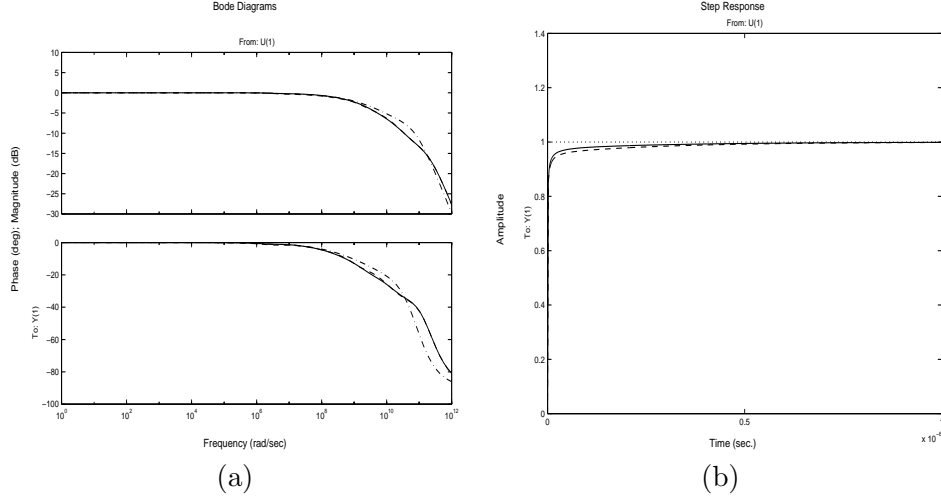 Bode Diagrams
From: U(1)
Phase (deg); Magnitude (dB)
To: Y(1)
10
5
0
−5
−10
−15
−20
−25
−30
0
−20
−40
−60
−80
−100
10^0 10^2 10^4 10^6 10^8 10^10 10^12
Frequency (rad/sec)
(a)
Step Response
From: U(1)
Amplitude
To: Y(1)
1.4
1.2
1
0.8
0.6
0.4
0.2
0
0 0.5
Time (sec.)
(b)